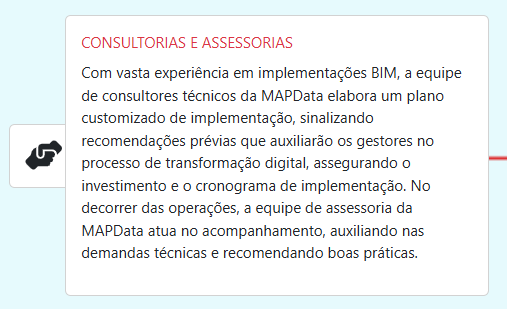 CONSULTORIAS E ASSESSORIAS
Com vasta experiência em implementações BIM, a equipe
de consultores técnicos da MAPData elabora um plano
customizado de implementação, sinalizando
recomendações prévias que auxiliarão os gestores no
processo de transformação digital, assegurando o
investimento e o cronograma de implementação. No
decorrer das operações, a equipe de assessoria da
MAPData atua no acompanhamento, auxiliando nas
demandas técnicas e recomendando boas práticas.